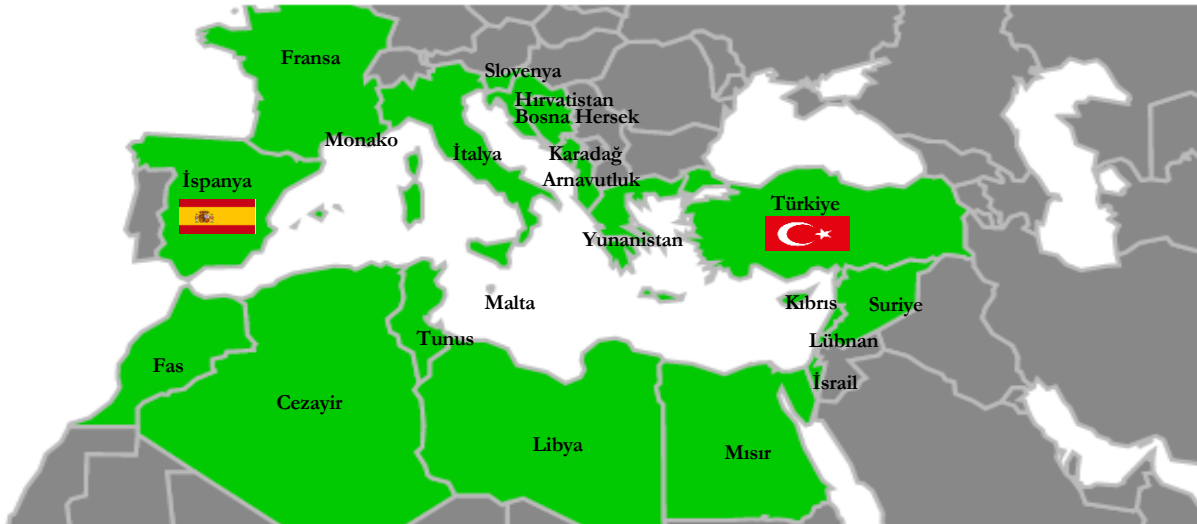 Fransa
Slovenya
Hırvatistan
Bosna Hersek
Monako
İtalya
Karadağ
Arnavutluk
İspanya
Türkiye
Yunanistan
Malta
Kıbrıs
Suriye
Tunus
Lübnan
Fas
İsrail
Cezayir
Libya
Mısır